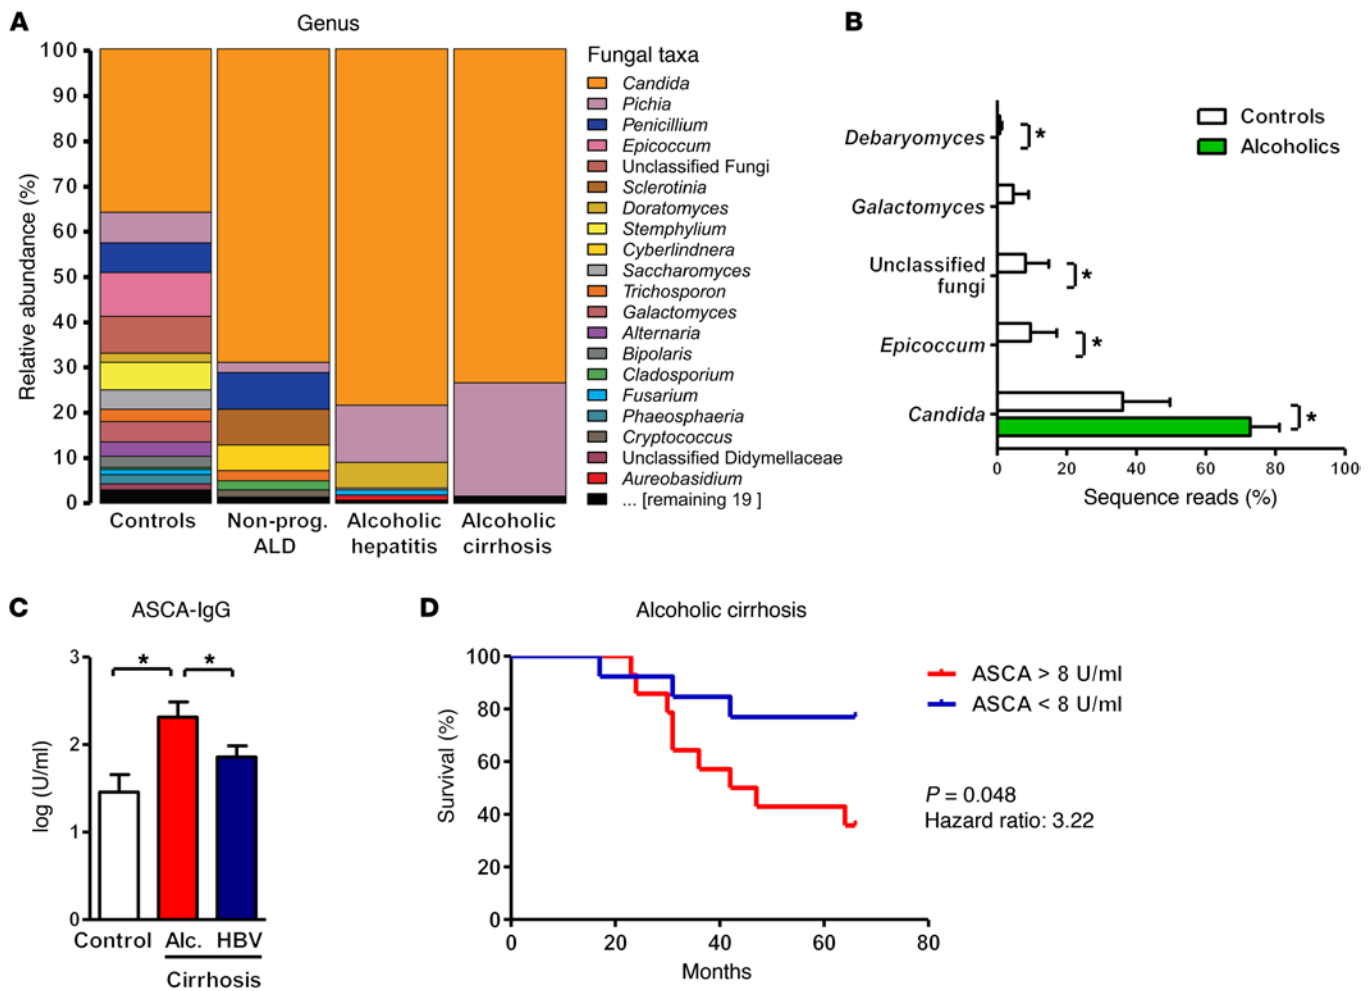 A
Genus
100
90
80
70
60
50
40
30
20
10
0
Relative abundance (%)
Controls
Non-prog.
ALD
Alcoholic
hepatitis
Alcoholic
cirrhosis
Fungal taxa
Candida
Pichia
Penicillium
Epicoccum
Unclassified Fungi
Sclerotinia
Doratomyces
Stemphylium
Cyberlindnera
Saccharomyces
Trichosporon
Galactomyces
Alternaria
Bipolaris
Cladosporium
Fusarium
Phaeosphaeria
Cryptococcus
Unclassified Didymellaceae
Aureobasidium
... [remaining 19 ]
B
Controls
Alcoholics
Debaryomyces
*
Galactomyces
Unclassified
fungi
*
Epicoccum
*
Candida
*
0 20 40 60 80 100
Sequence reads (%)
C
ASCA-IgG
* *
3
2
1
0
log (U/ml)
Control Alc. HBV
Cirrhosis
D
Alcoholic cirrhosis
100
80
60
40
20
0
Survival (%)
0 20 40 60 80
Months
ASCA > 8 U/ml
ASCA < 8 U/ml
P = 0.048
Hazard ratio: 3.22